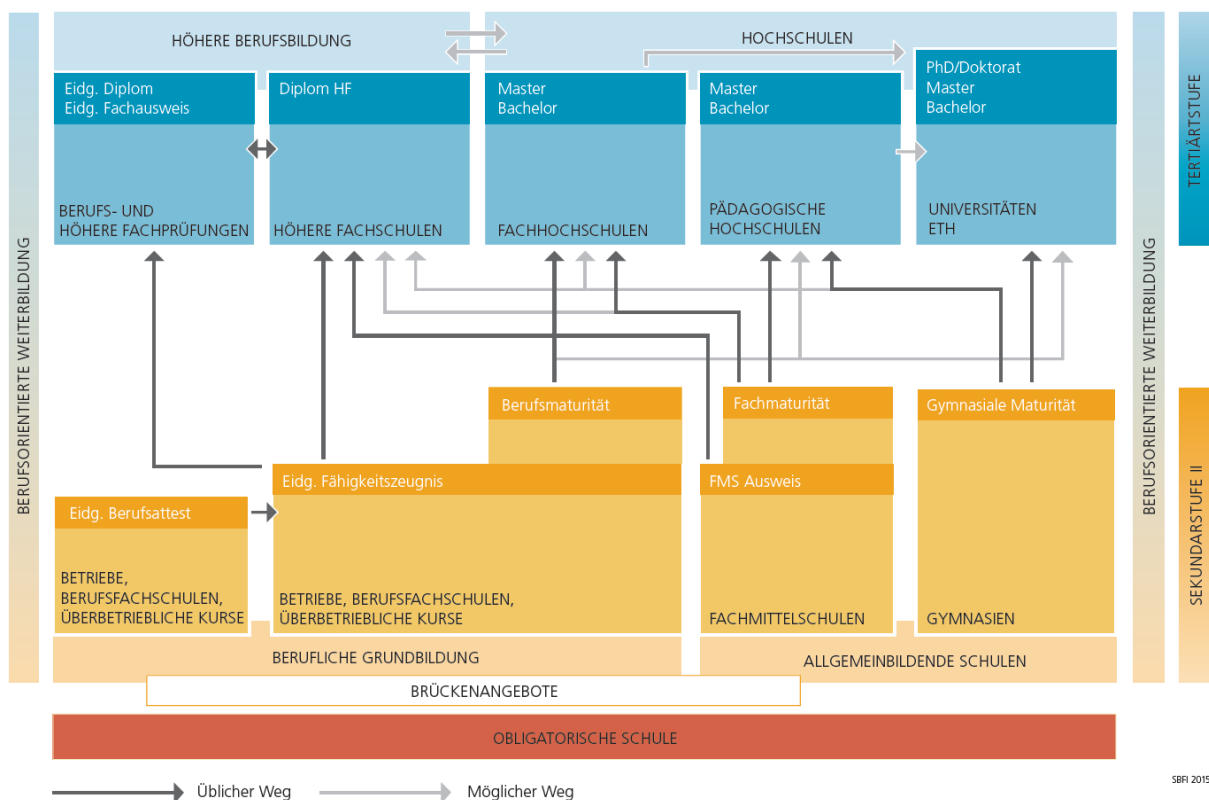 HÖHERE BERUFSBILDUNG
HOCHSCHULEN
Eidg. Diplom
Eidg. Fachausweis
Diplom HF
Master
Bachelor
Master
Bachelor
PhD/Doktorat
Master
Bachelor
BERUFS- UND
HÖHERE FACHPRÜFUNGEN
HÖHERE FACHSCHULEN
FACHHOCHSCHULEN
PÄDAGOGISCHE
HOCHSCHULEN
UNIVERSITÄTEN
ETH
BERUFSORIENTIERTE WEITERBILDUNG
BERUFSORIENTIERTE WEITERBILDUNG
TERTIÄRTSTUFE
SEKUNDARSTUFE II
Berufsmaturität
Fachmaturität
Gymnasiale Maturität
Eidg. Fähigkeitszeugnis
FMS Ausweis
Eidg. Berufsattest
BETRIEBE,
BERUFSFACHSCHULEN,
ÜBERBETRIEBLICHE KURSE
BETRIEBE, BERUFSFACHSCHULEN,
ÜBERBETRIEBLICHE KURSE
FACHMITTELSCHULEN
GYMNASIEN
BERUFLICHE GRUNDBILDUNG
ALLGEMEINBILDENDE SCHULEN
BRÜCKENANGEBOTE
OBLIGATORISCHE SCHULE
Üblicher Weg
Möglicher Weg
SBFI 2015